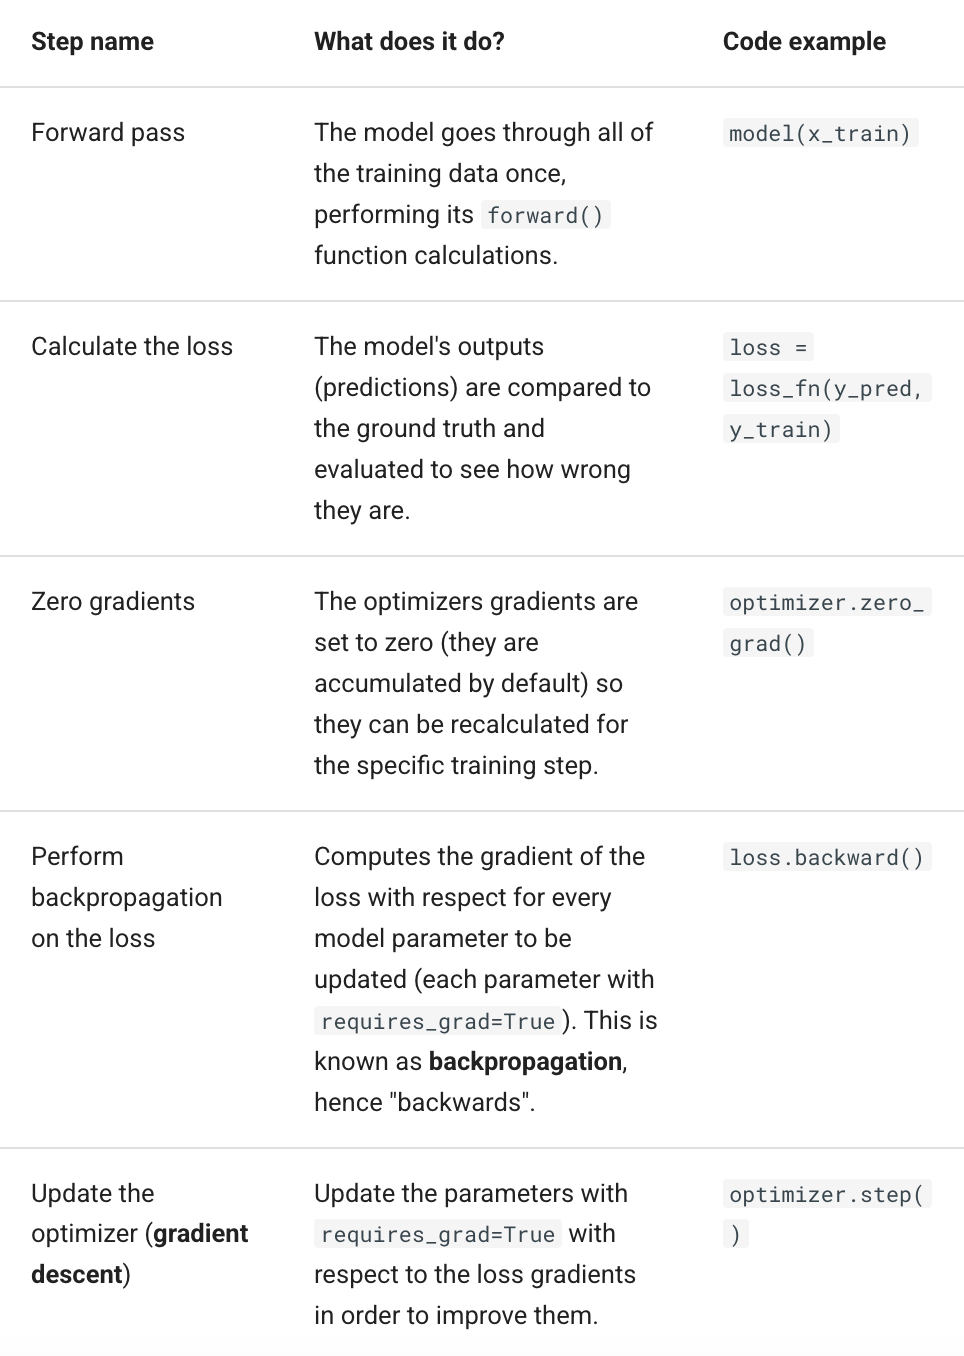 Step name
What does it do?
Code example
Forward pass
The model goes through all of
the training data once,
performing its forward()
function calculations.
model(x_train)
Calculate the loss
The model's outputs
(predictions) are compared to
the ground truth and
evaluated to see how wrong
they are.
loss =
loss_fn(y_pred,
y_train)
Zero gradients
The optimizers gradients are
set to zero (they are
accumulated by default) so
they can be recalculated for
the specific training step.
optimizer.zero_
grad()
Perform
backpropagation
on the loss
Computes the gradient of the
loss with respect for every
model parameter to be
updated (each parameter with
requires_grad=True). This is
known as backpropagation,
hence "backwards".
loss.backward()
Update the
optimizer (gradient
descent)
Update the parameters with
requires_grad=True with
respect to the loss gradients
in order to improve them.
optimizer.step(
)